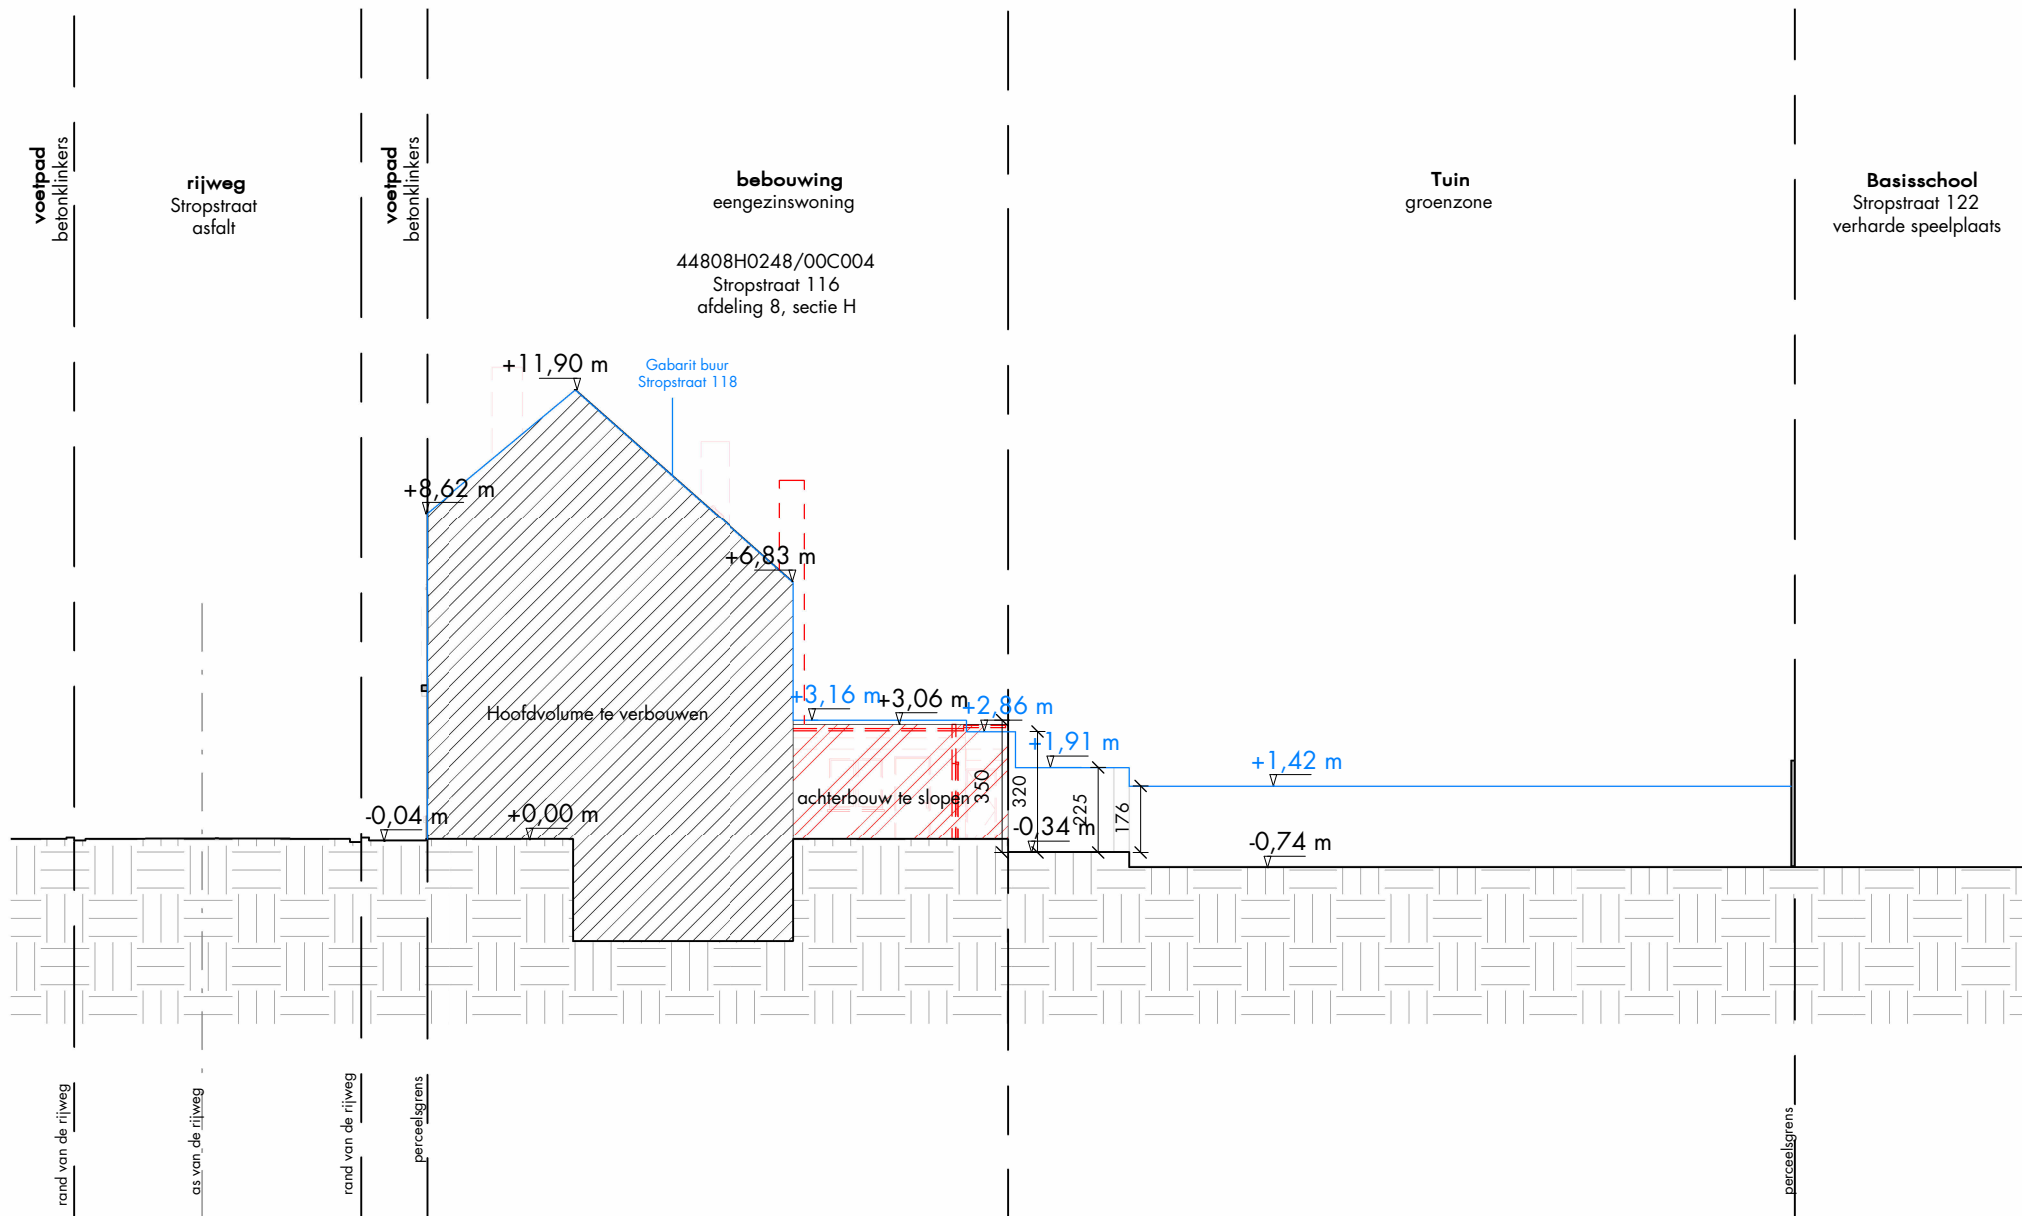 voetpad
betonklinkers
rijweg
Stropstraat
asfalt
voetpad
betonklinkers
bebouwing
eengezinswoning
44808H0248/00C004
Stropstraat 116
afdeling 8, sectie H
Tuin
groenzone
Basisschool
Stropstraat 122
verharde speelplaats
+11,90 m
Gabarit buur
Stropstraat 118
+8,62 m
+6,83 m
+3,16 m
+3,06 m
+2,86 m
+1,91 m
+1,42 m
Hoofdvolume te verbouwen
achterbouw te slopen
350
320
225
176
-0,04 m
+0,00 m
-0,34 m
-0,74 m
rand van de rijweg
as van de rijweg
rand van de rijweg
perceelsgrens
perceelsgrens